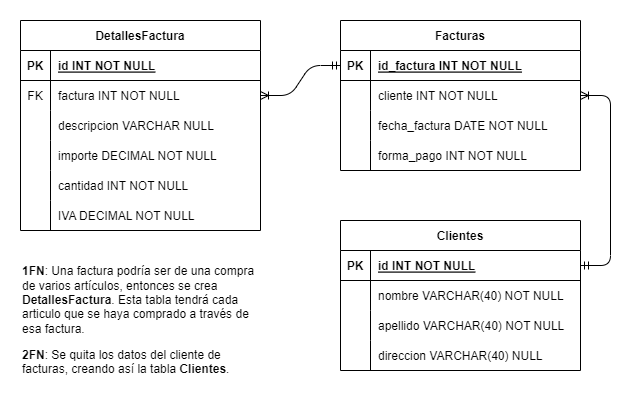 DetallesFactura
PK id INT NOT NULL
FK factura INT NOT NULL
descripcion VARCHAR NULL
importe DECIMAL NOT NULL
cantidad INT NOT NULL
IVA DECIMAL NOT NULL
Facturas
PK id_factura INT NOT NULL
cliente INT NOT NULL
fecha_factura DATE NOT NULL
forma_pago INT NOT NULL
Clientes
PK id INT NOT NULL
nombre VARCHAR(40) NOT NULL
apellido VARCHAR(40) NOT NULL
direccion VARCHAR(40) NULL
1FN: Una factura podría ser de una compra
de varios artículos, entonces se crea
DetallesFactura. Esta tabla tendrá cada
articulo que se haya comprado a través de
esa factura.
2FN: Se quita los datos del cliente de
facturas, creando así la tabla Clientes.